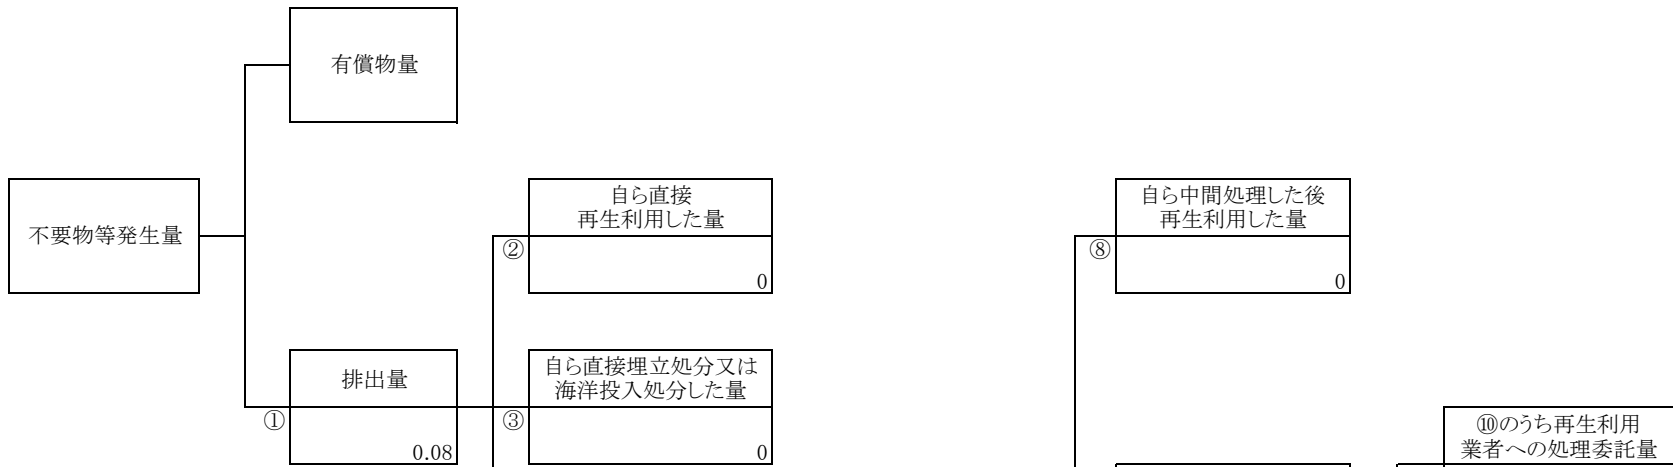 有償物量
不要物等発生量
自ら直接
再生利用した量
②
0
自ら中間処理した後
再生利用した量
⑧
0
排出量
①
0.08
自ら直接埋立処分又は
海洋投入処分した量
③
0
⑩のうち再生利用
業者への処理委託量